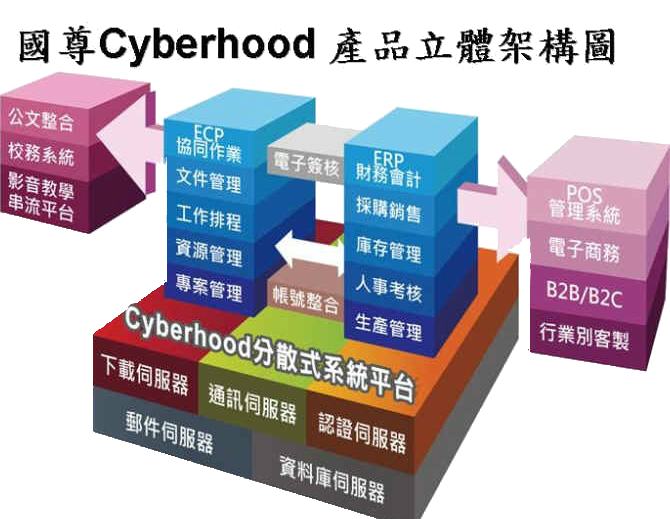 國尊Cyberhood 產品立體架構圖
公文整合
校務系統
影音教學
串流平台
ECP
協同作業
文件管理
工作排程
資源管理
專案管理
電子簽核
帳號整合
ERP
財務會計
採購銷售
庫存管理
人事考核
生產管理
POS
管理系統
電子商務
B2B/B2C
行業別客製
Cyberhood分散式系統平台
下載伺服器
通訊伺服器
認證伺服器
郵件伺服器
資料庫伺服器